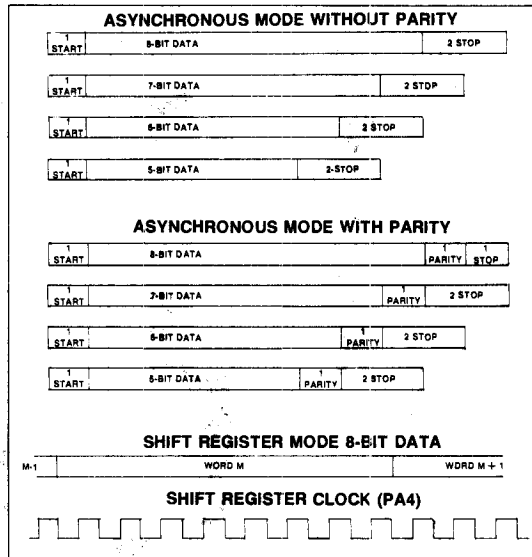 ASYNCHRONOUS MODE WITHOUT PARITY
1 START 8-BIT DATA 2 STOP
1 START 7-BIT DATA 2 STOP
1 START 6-BIT DATA 2 STOP
1 START 5-BIT DATA 2-STOP
ASYNCHRONOUS MODE WITH PARITY
1 START 8-BIT DATA 1 PARITY 1 STOP
1 START 7-BIT DATA 1 PARITY 2 STOP
1 START 6-BIT DATA 1 PARITY 2 STOP
1 START 5-BIT DATA 1 PARITY 2 STOP
SHIFT REGISTER MODE 8-BIT DATA
M-1 WORD M WORD M + 1
SHIFT REGISTER CLOCK (PA4)